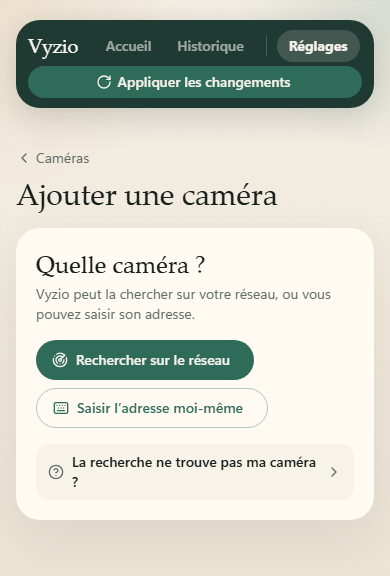 Vyzio
Accueil
Historique
Réglages
Appliquer les changements
Caméras
Ajouter une caméra
Quelle caméra ?
Vyzio peut la chercher sur votre réseau, ou vous
pouvez saisir son adresse.
Rechercher sur le réseau
Saisir l’adresse moi-même
La recherche ne trouve pas ma caméra
?